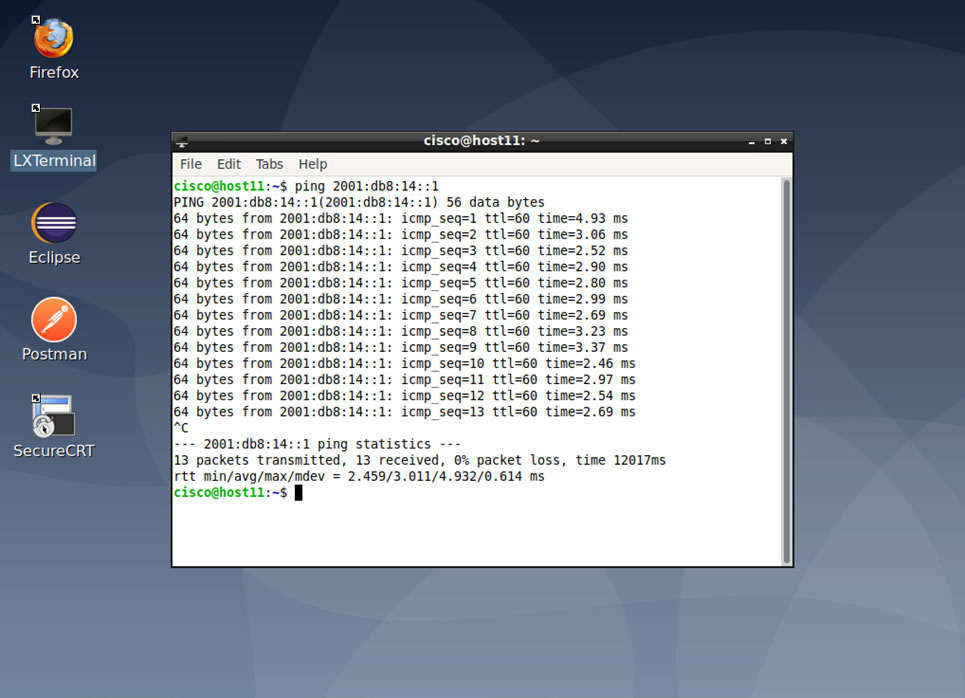 Firefox
LXTerminal
Eclipse
Postman
SecureCRT
cisco@host11: ~
File Edit Tabs Help
cisco@host11:~$ ping 2001:db8:14::1
PING 2001:db8:14::1(2001:db8:14::1) 56 data bytes
64 bytes from 2001:db8:14::1: icmp_seq=1 ttl=60 time=4.93 ms
64 bytes from 2001:db8:14::1: icmp_seq=2 ttl=60 time=3.06 ms
64 bytes from 2001:db8:14::1: icmp_seq=3 ttl=60 time=2.52 ms
64 bytes from 2001:db8:14::1: icmp_seq=4 ttl=60 time=2.90 ms
64 bytes from 2001:db8:14::1: icmp_seq=5 ttl=60 time=2.80 ms
64 bytes from 2001:db8:14::1: icmp_seq=6 ttl=60 time=2.99 ms
64 bytes from 2001:db8:14::1: icmp_seq=7 ttl=60 time=2.69 ms
64 bytes from 2001:db8:14::1: icmp_seq=8 ttl=60 time=3.23 ms
64 bytes from 2001:db8:14::1: icmp_seq=9 ttl=60 time=3.37 ms
64 bytes from 2001:db8:14::1: icmp_seq=10 ttl=60 time=2.46 ms
64 bytes from 2001:db8:14::1: icmp_seq=11 ttl=60 time=2.97 ms
64 bytes from 2001:db8:14::1: icmp_seq=12 ttl=60 time=2.54 ms
64 bytes from 2001:db8:14::1: icmp_seq=13 ttl=60 time=2.69 ms
^C
--- 2001:db8:14::1 ping statistics ---
13 packets transmitted, 13 received, 0% packet loss, time 12017ms
rtt min/avg/max/mdev = 2.459/3.011/4.932/0.614 ms
cisco@host11:~$